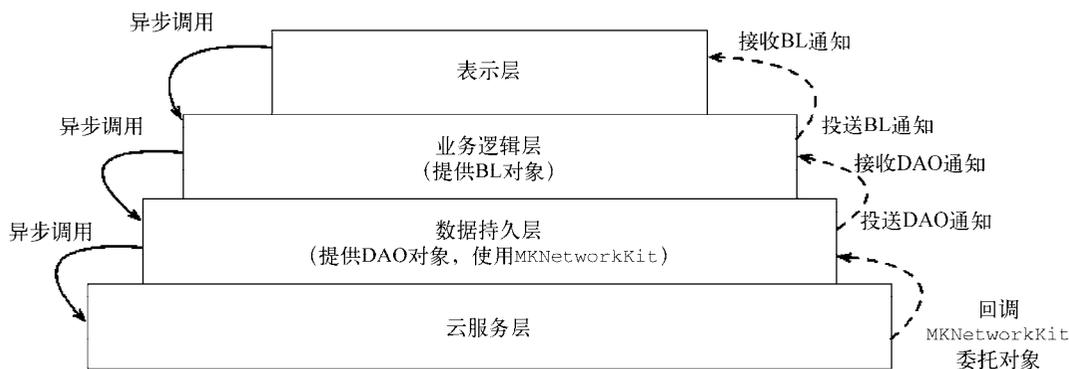 异步调用
接收BL通知
表示层
异步调用
投送BL通知
业务逻辑层
(提供BL对象)
接收DAO通知
异步调用
数据持久层
投送DAO通知
(提供DAO对象，使用MKNetworkKit)
云服务层
回调
MKNetworkKit
委托对象